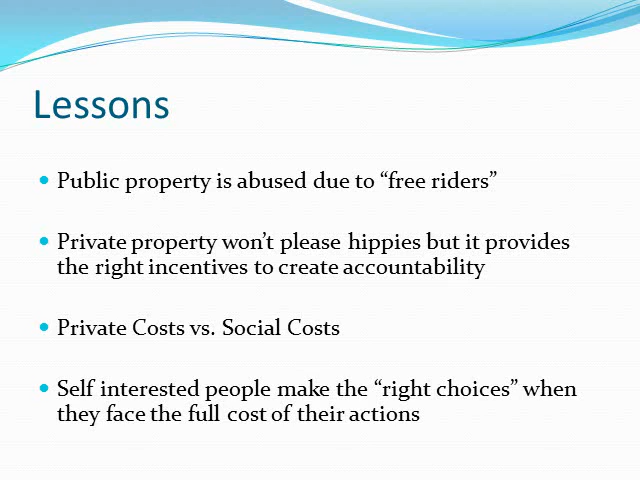 Lessons
Public property is abused due to “free riders”
Private property won’t please hippies but it provides
the right incentives to create accountability
Private Costs vs. Social Costs
Self interested people make the “right choices” when
they face the full cost of their actions